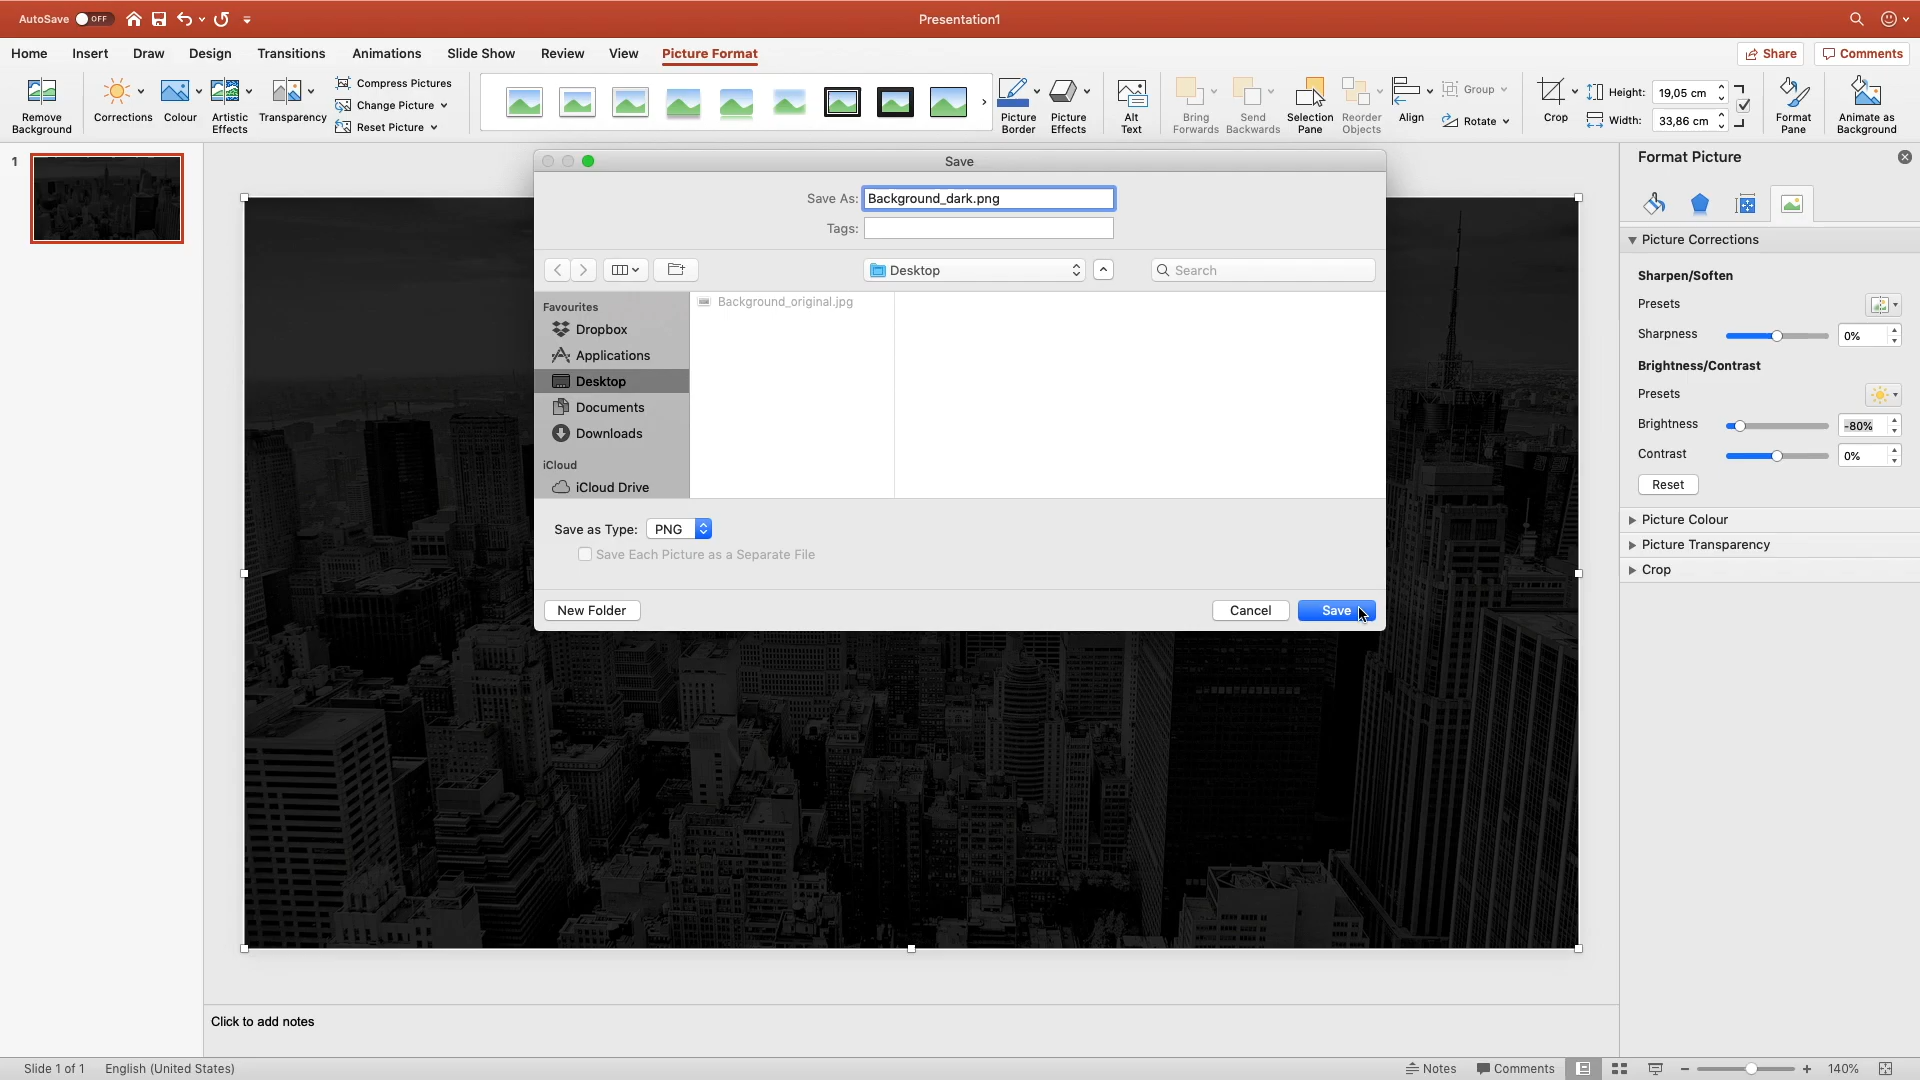 AutoSave OFF
Presentation1
Home Insert Draw Design Transitions Animations Slide Show Review View Picture Format
Share Comments
Remove Background
Corrections
Colour
Artistic Effects
Transparency
Compress Pictures
Change Picture
Reset Picture
Picture Border
Picture Effects
Alt Text
Bring Forwards
Send Backwards
Selection Pane
Reorder Objects
Align
Group
Rotate
Crop
Height: 19,05 cm
Width: 33,86 cm
Format Pane
Animate as Background
1
Save
Save As: Background_dark.png
Tags:
Desktop
Search
Favourites
Dropbox
Applications
Desktop
Documents
Downloads
iCloud
iCloud Drive
Background_original.jpg
Save as Type: PNG
Save Each Picture as a Separate File
New Folder
Cancel
Save
Format Picture
Picture Corrections
Sharpen/Soften
Presets
Sharpness 0%
Brightness/Contrast
Presets
Brightness -80%
Contrast 0%
Reset
Picture Colour
Picture Transparency
Crop
Click to add notes
Slide 1 of 1 English (United States)
Notes Comments 140%